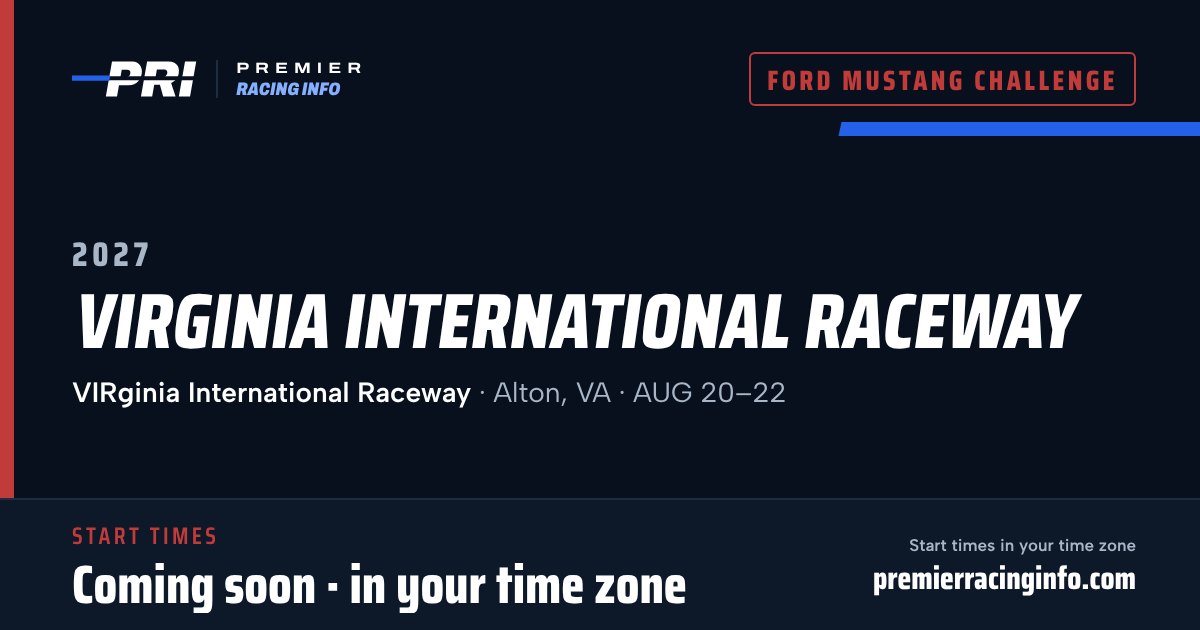 PRI
PREMIER
RACING INFO
FORD MUSTANG CHALLENGE
2027
VIRGINIA INTERNATIONAL RACEWAY
VIRginia International Raceway · Alton, VA · AUG 20–22
START TIMES
Coming soon · in your time zone
Start times in your time zone
premierracinginfo.com